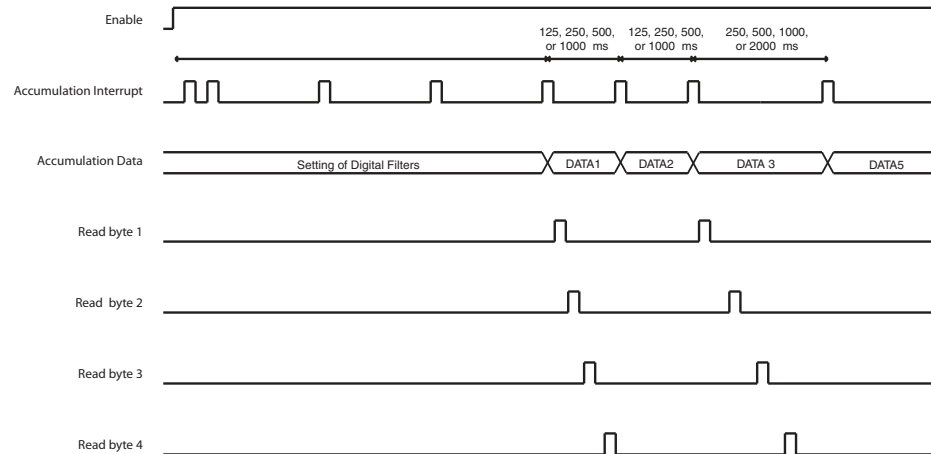 Enable
125, 250, 500,
or 1000 ms
125, 250, 500,
or 1000 ms
250, 500, 1000,
or 2000 ms
Accumulation Interrupt
Accumulation Data
Setting of Digital Filters
DATA1
DATA2
DATA 3
DATA5
Read byte 1
Read byte 2
Read byte 3
Read byte 4